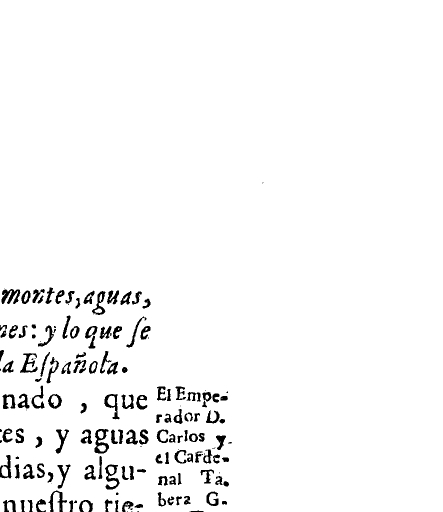 montes, aguas,
nes: y lo que ſe
la Eſpañola.
nado , que
tes , y aguas
dias, y algu-
nueſtro tie-
El Empe-
rador D.
Carlos y
el Carde-
nal Ta.
bera G.